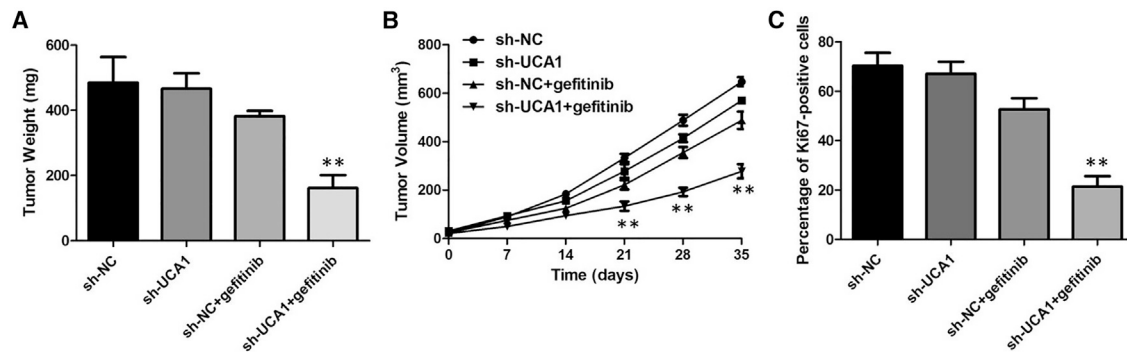 A
Tumor Weight (mg)
600
400
200
0
**
sh-NC
sh-UCA1
sh-NC+gefitinib
sh-UCA1+gefitinib
B
Tumor Volume (mm³)
800
600
400
200
0
sh-NC
sh-UCA1
sh-NC+gefitinib
sh-UCA1+gefitinib
**
**
**
0 7 14 21 28 35
Time (days)
C
Percentage of Ki67-positive cells
80
60
40
20
0
**
sh-NC
sh-UCA1
sh-NC+gefitinib
sh-UCA1+gefitinib